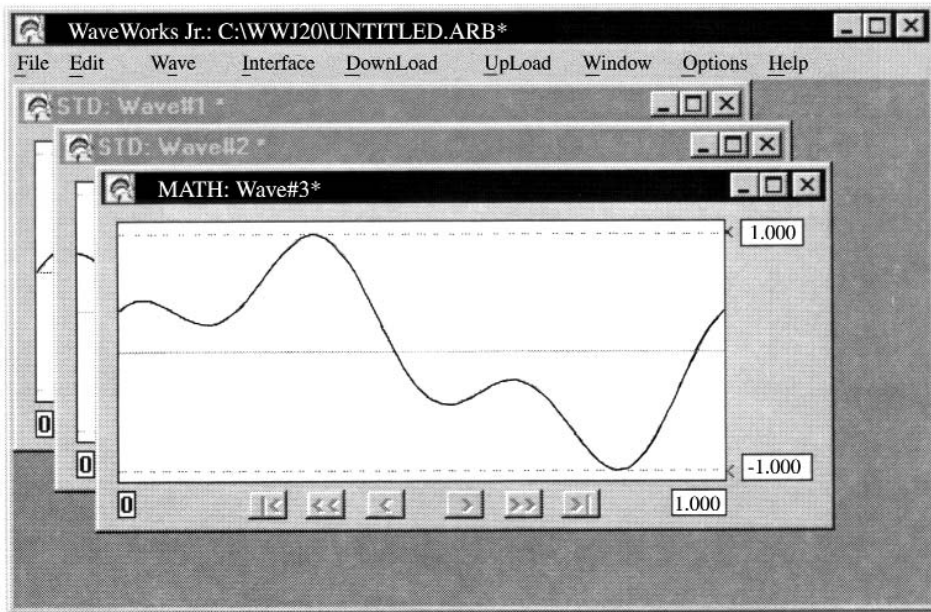 WaveWorks Jr.: C:\WWJ20\UNTITLED.ARB*
File Edit Wave Interface DownLoad UpLoad Window Options Help
STD: Wave#1 *
STD: Wave#2 *
MATH: Wave#3*
1.000
-1.000
0
0
0
|< << < > >> >|
1.000